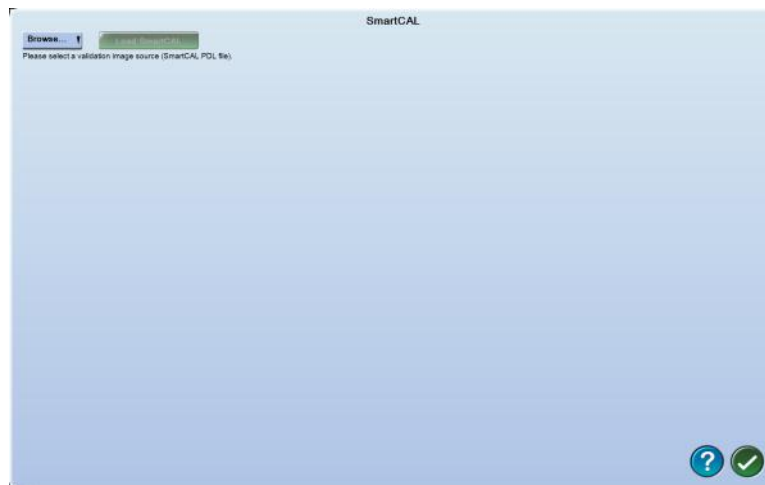 SmartCAL
Browse...
Load SmartCAL
Please select a validation image source (SmartCAL PDL file).
?